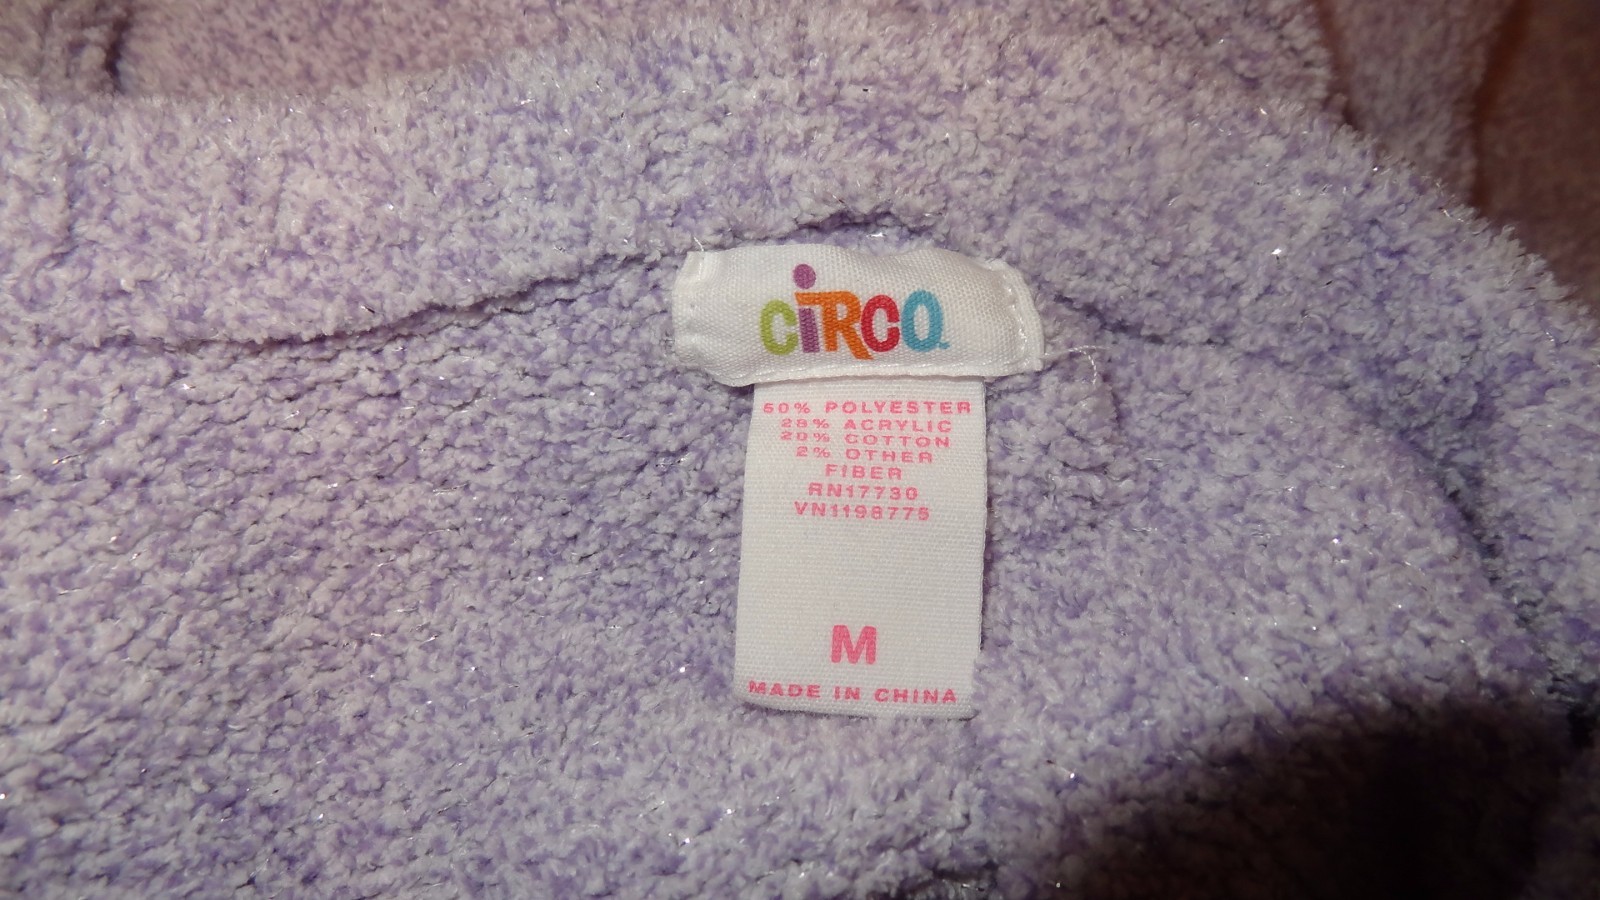 ciRCO
50% POLYESTER
28% ACRYLIC
20% COTTON
2% OTHER
FIBER
RN17730
VN1198775
M
MADE IN CHINA